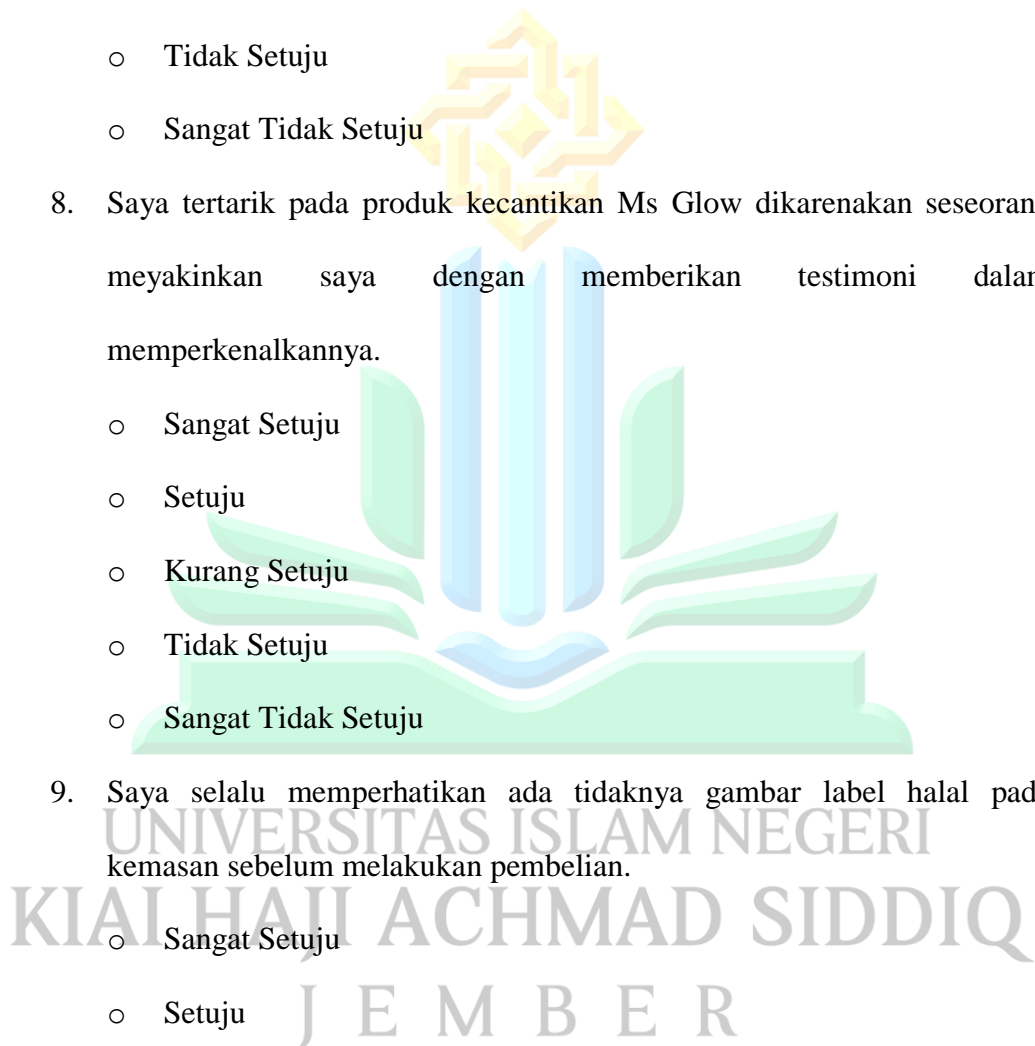 o Tidak Setuju
o Sangat Tidak Setuju
8. Saya tertarik pada produk kecantikan Ms Glow dikarenakan seseoran
meyakinkan saya dengan memberikan testimoni dalam
memperkenalkannya.
o Sangat Setuju
o Setuju
o Kurang Setuju
o Tidak Setuju
o Sangat Tidak Setuju
9. Saya selalu memperhatikan ada tidaknya gambar label halal pad
UNIVERSITAS ISLAM NEGERI
kemasan sebelum melakukan pembelian.
KIAI HAJI ACHMAD SIDDIQ
o Sangat Setuju
o Setuju
JEMBER